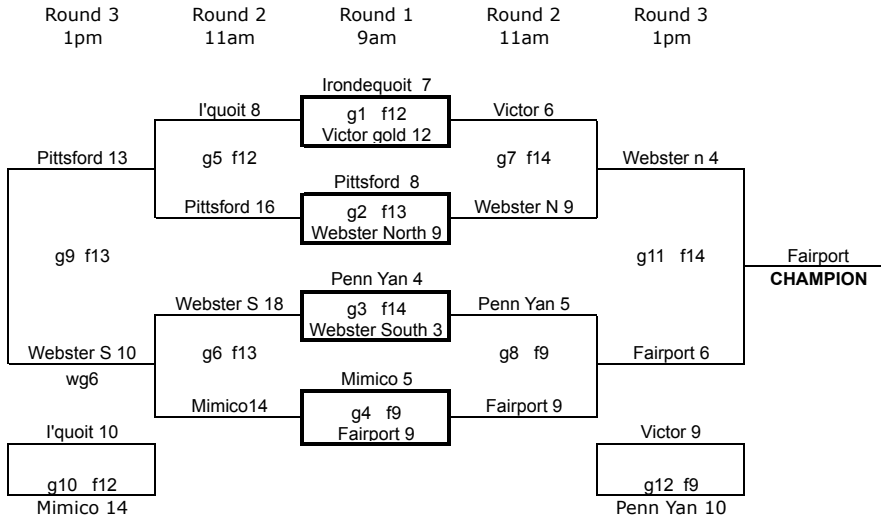 Round 3 Round 2 Round 1 Round 2 Round 3
1pm 11am 9am 11am 1pm
Irondequoit 7
I'quoit 8 g1 f12 Victor 6
Victor gold 12
Pittsford 13 g5 f12 g7 f14 Webster n 4
Pittsford 8
Pittsford 16 g2 f13 Webster N 9
Webster North 9
g9 f13 g11 f14 Fairport
CHAMPION
Penn Yan 4
Webster S 18 g3 f14 Penn Yan 5
Webster South 3
Webster S 10 g6 f13 g8 f9 Fairport 6
wg6 Mimico 5
Mimico14 g4 f9 Fairport 9
Fairport 9
I'quoit 10 Victor 9
g10 f12 g12 f9
Mimico 14 Penn Yan 10